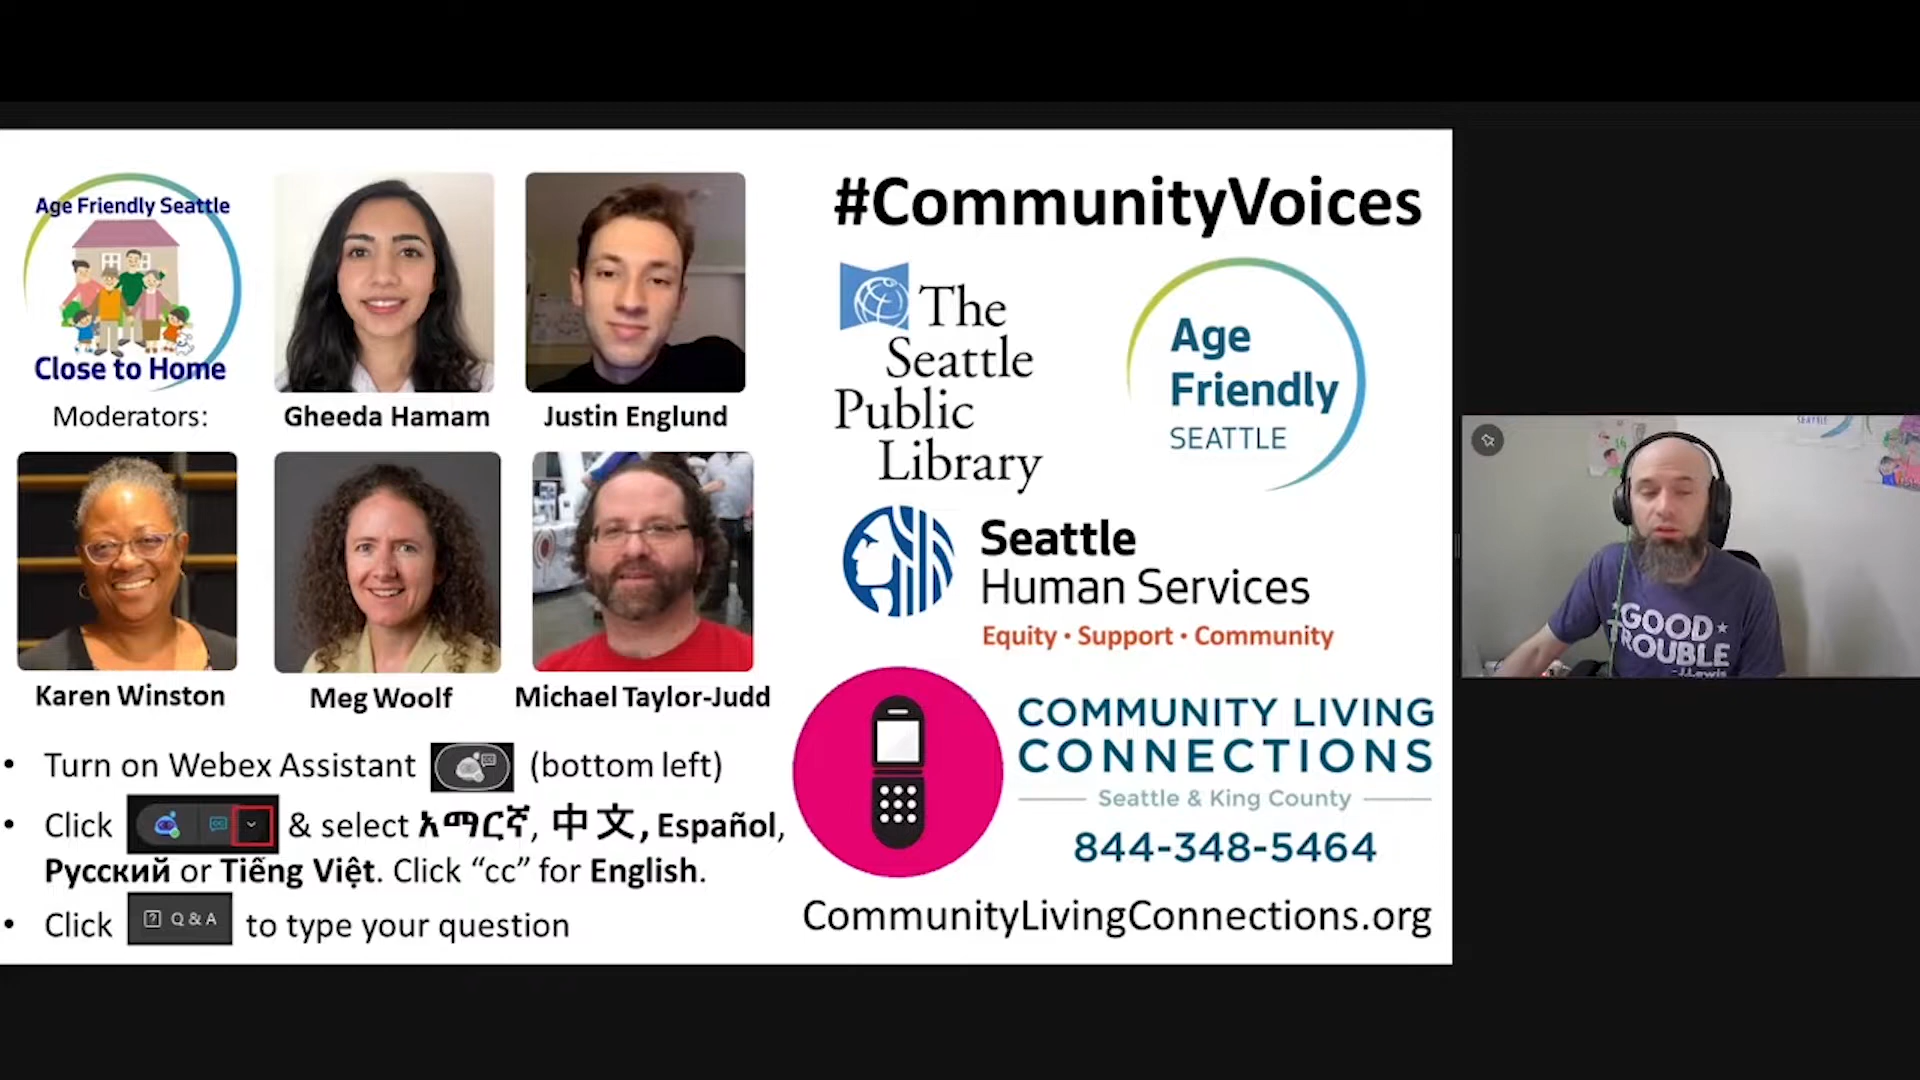 Age Friendly Seattle
Close to Home
Moderators:
Gheeda Hamam
Justin Englund
Karen Winston
Meg Woolf
Michael Taylor-Judd
• Turn on Webex Assistant (bottom left)
• Click & select አማርኛ, 中文, Español,
Русский or Tiếng Việt. Click “cc” for English.
• Click Q & A to type your question
#CommunityVoices
The
Seattle
Public
Library
Age
Friendly
SEATTLE
Seattle
Human Services
Equity • Support • Community
COMMUNITY LIVING
CONNECTIONS
Seattle & King County
844-348-5464
CommunityLivingConnections.org
SEATTLE
GOOD
TROUBLE
-J.Lewis